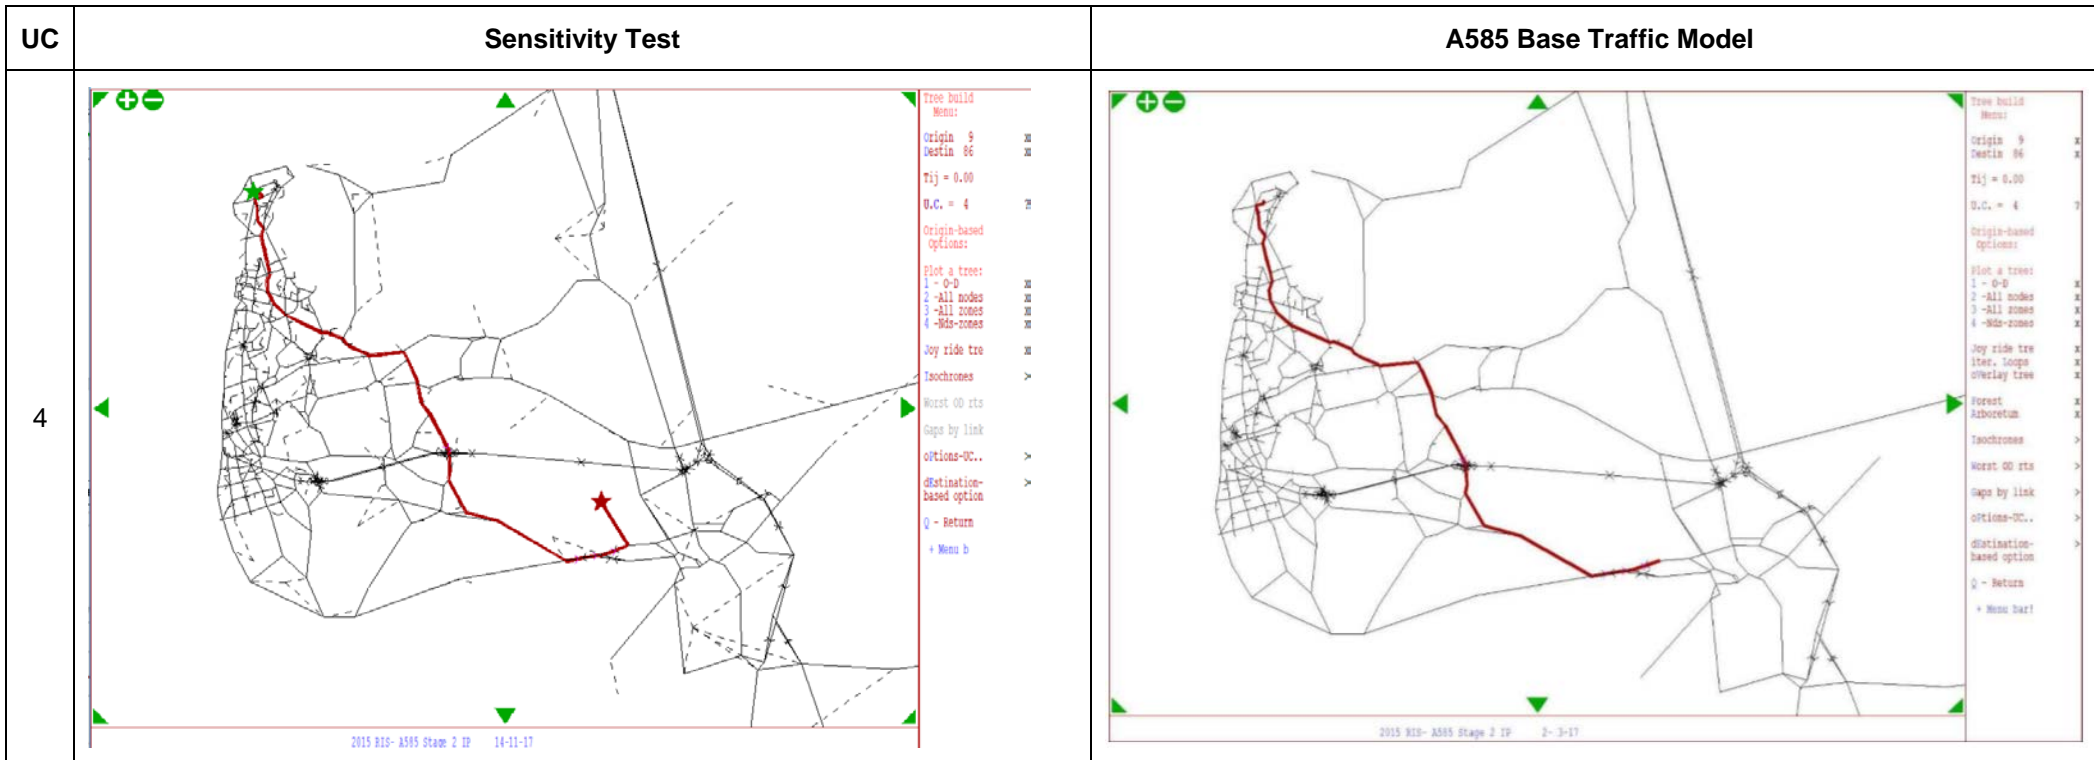 UC
Sensitivity Test
A585 Base Traffic Model
4
Tree build
Menu:
Origin 9 x
Destin 86 x
Tij = 0.00
U.C. = 4 ?
Origin-based
Options:
Plot a tree:
1 - O-D x
2 -All nodes x
3 -All zones x
4 -Nds-zones x
Joy ride tre x
Isochrones >
Worst OD rts
Gaps by link
oPtions-UC.. >
dEstination- >
based option
Q - Return
+ Menu b
2015 RIS- A585 Stage 2 IP 14-11-17
Tree build
Menu:
Origin 9 x
Destin 86 x
Tij = 0.00
U.C. = 4 ?
Origin-based
Options:
Plot a tree:
1 - O-D x
2 -All nodes x
3 -All zones x
4 -Nds-zones x
Joy ride tre x
iter. Loops x
oVerlay tree x
Forest x
Arboretum x
Isochrones >
Worst OD rts >
Gaps by link >
oPtions-UC.. >
dEstination- >
based option
Q - Return
+ Menu bar!
2015 RIS- A585 Stage 2 IP 2- 3-17